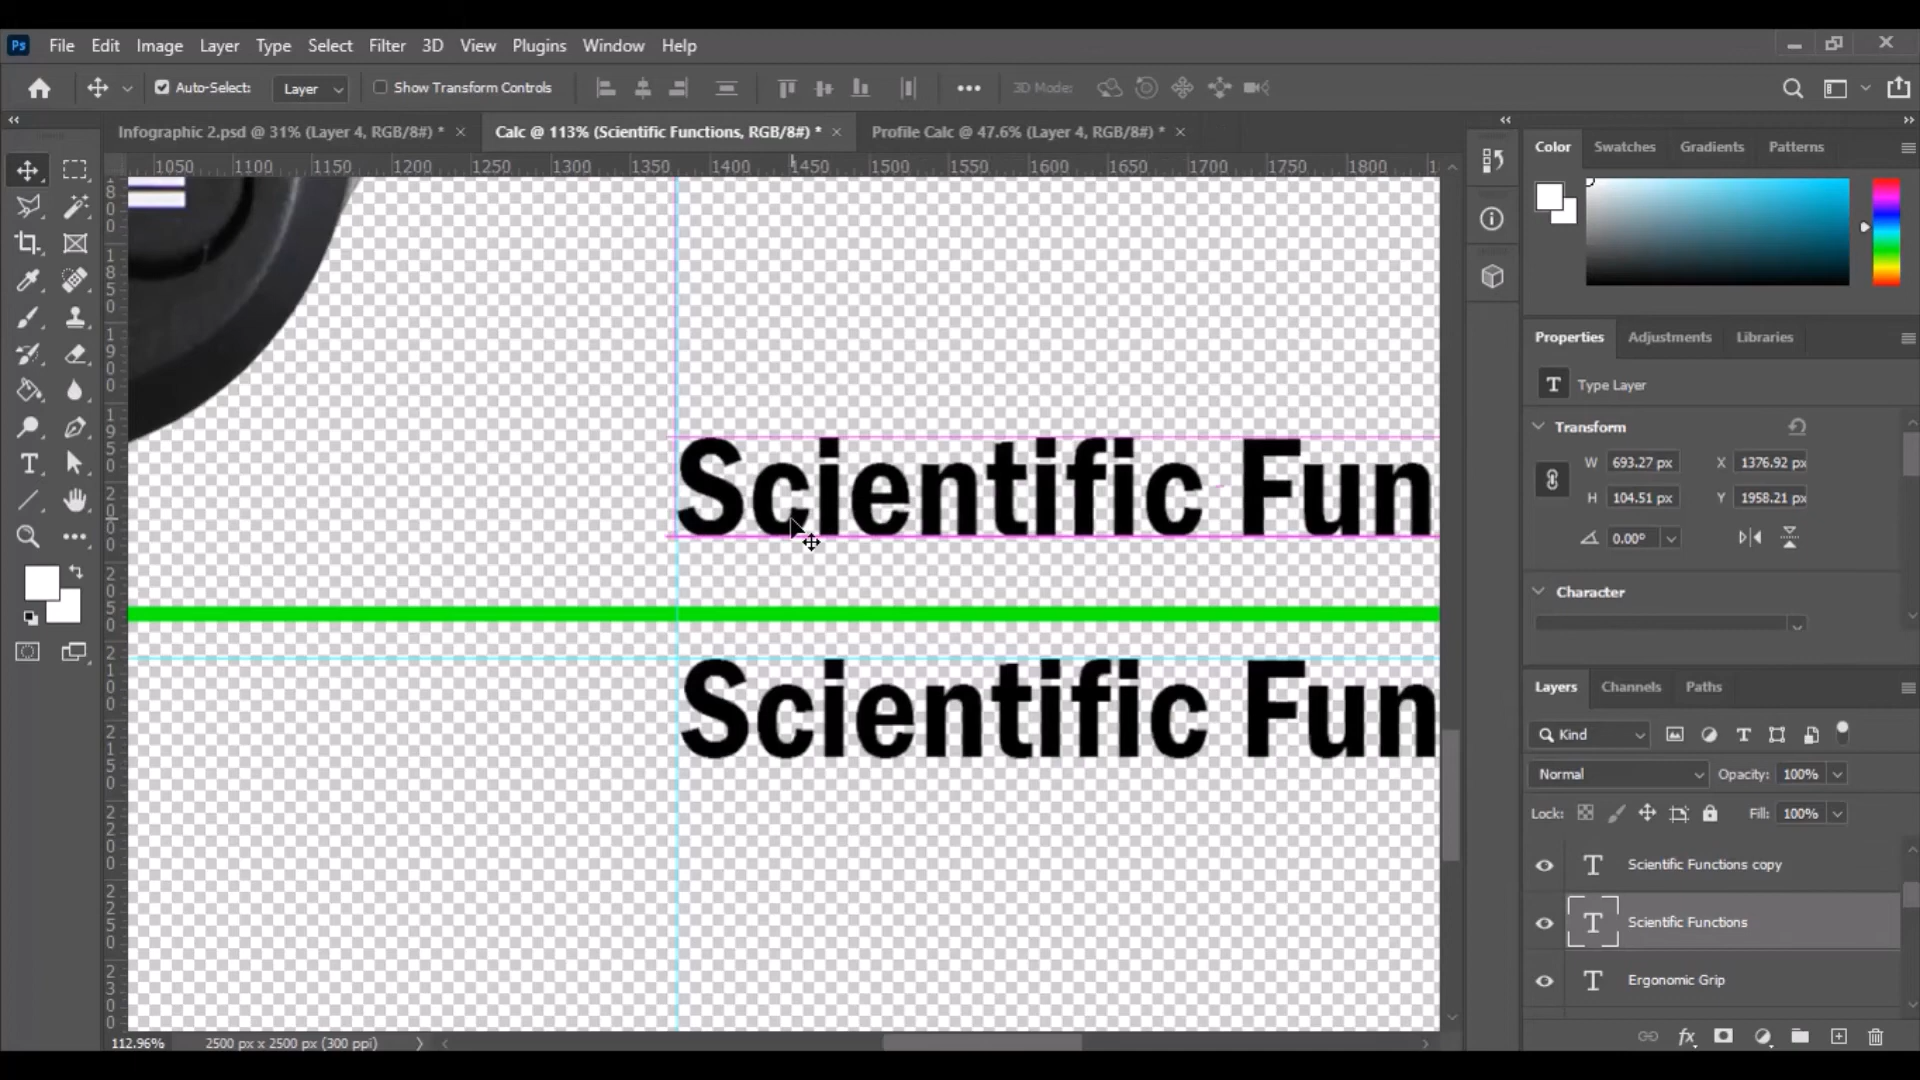 Ps File Edit Image Layer Type Select Filter 3D View Plugins Window Help
Auto-Select: Layer Show Transform Controls 3D Mode:
Infographic 2.psd @ 31% (Layer 4, RGB/8#) * Calc @ 113% (Scientific Functions, RGB/8#) * Profile Calc @ 47.6% (Layer 4, RGB/8#) *
1050 1100 1150 1200 1250 1300 1350 1400 1450 1500 1550 1600 1650 1700 1750 1800
Color Swatches Gradients Patterns
Properties Adjustments Libraries
T Type Layer
Transform
W 693.27 px X 1376.92 px
H 104.51 px Y 1958.21 px
0.00°
Character
Scientific Fun
Scientific Fun
Layers Channels Paths
Kind
Normal Opacity: 100%
Lock: Fill: 100%
T Scientific Functions copy
T Scientific Functions
T Ergonomic Grip
112.96% 2500 px x 2500 px (300 ppi)